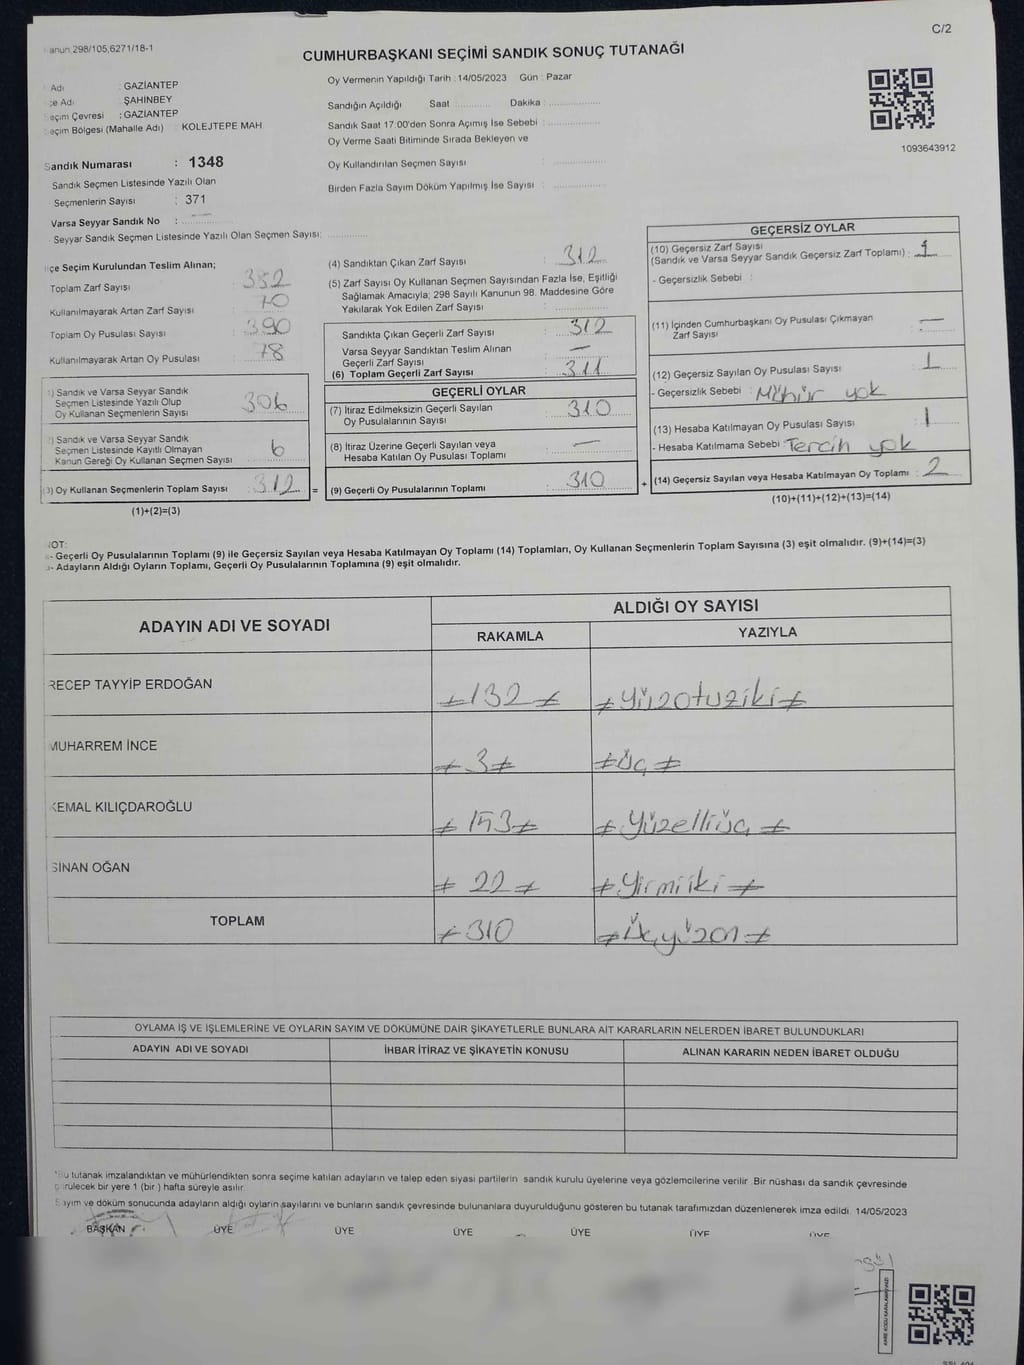 C/2
anun 298/105,6271/18-1
CUMHURBAŞKANI SEÇİMİ SANDIK SONUÇ TUTANAĞI
Adı : GAZİANTEP
çe Adı : ŞAHİNBEY
eçim Çevresi : GAZİANTEP
eçim Bölgesi (Mahalle Adı) : KOLEJTEPE MAH
Sandık Numarası : 1348
Sandık Seçmen Listesinde Yazılı Olan
Seçmenlerin Sayısı : 371
Varsa Seyyar Sandık No :
Seyyar Sandık Seçmen Listesinde Yazılı Olan Seçmen Sayısı:
Oy Vermenin Yapıldığı Tarih : 14/05/2023 Gün : Pazar
Sandığın Açıldığı Saat Dakika :
Sandık Saat 17:00'den Sonra Açımış İse Sebebi :
Oy Verme Saati Bitiminde Sırada Bekleyen ve
Oy Kullandırılan Seçmen Sayısı :
Birden Fazla Sayım Döküm Yapılmış İse Sayısı :
1093643912
lçe Seçim Kurulundan Teslim Alınan;
Toplam Zarf Sayısı : 382
Kullanılmayarak Artan Zarf Sayısı : 70
Toplam Oy Pusulası Sayısı : 390
Kullanılmayarak Artan Oy Pusulası : 78
1) Sandık ve Varsa Seyyar Sandık
Seçmen Listesinde Yazılı Olup
Oy Kullanan Seçmenlerin Sayısı : 306
) Sandık ve Varsa Seyyar Sandık
Seçmen Listesinde Kayıtlı Olmayan
Kanun Gereği Oy Kullanan Seçmen Sayısı : 6
3) Oy Kullanan Seçmenlerin Toplam Sayısı : 312 =
(1)+(2)=(3)
(4) Sandıktan Çıkan Zarf Sayısı : 312
(5) Zarf Sayısı Oy Kullanan Seçmen Sayısından Fazla İse, Eşitliği
Sağlamak Amacıyla; 298 Sayılı Kanunun 98. Maddesine Göre
Yakılarak Yok Edilen Zarf Sayısı :
Sandıkta Çıkan Geçerli Zarf Sayısı : 312
Varsa Seyyar Sandıktan Teslim Alınan
Geçerli Zarf Sayısı : —
(6) Toplam Geçerli Zarf Sayısı : 311
GEÇERLİ OYLAR
(7) İtiraz Edilmeksizin Geçerli Sayılan
Oy Pusulalarının Sayısı : 310
(8) İtiraz Üzerine Geçerli Sayılan veya
Hesaba Katılan Oy Pusulası Toplamı : —
(9) Geçerli Oy Pusulalarının Toplamı : 310 +
GEÇERSİZ OYLAR
(10) Geçersiz Zarf Sayısı
(Sandık ve Varsa Seyyar Sandık Geçersiz Zarf Toplamı) : 1
- Geçersizlik Sebebi :
(11) İçinden Cumhurbaşkanı Oy Pusulası Çıkmayan
Zarf Sayısı : —
(12) Geçersiz Sayılan Oy Pusulası Sayısı : 1
- Geçersizlik Sebebi : Mühür yok
(13) Hesaba Katılmayan Oy Pusulası Sayısı : 1
- Hesaba Katılmama Sebebi : Tercih yok
(14) Geçersiz Sayılan veya Hesaba Katılmayan Oy Toplamı : 2
(10)+(11)+(12)+(13)=(14)
NOT:
- Geçerli Oy Pusulalarının Toplamı (9) ile Geçersiz Sayılan veya Hesaba Katılmayan Oy Toplamı (14) Toplamları, Oy Kullanan Seçmenlerin Toplam Sayısına (3) eşit olmalıdır. (9)+(14)=(3)
- Adayların Aldığı Oyların Toplamı, Geçerli Oy Pusulalarının Toplamına (9) eşit olmalıdır.
ADAYIN ADI VE SOYADI
ALDIĞI OY SAYISI
RAKAMLA YAZIYLA
RECEP TAYYİP ERDOĞAN ≠132≠ ≠Yüzotuziki≠
MUHARREM İNCE ≠3≠ ≠Üç≠
KEMAL KILIÇDAROĞLU ≠153≠ ≠Yüzelliüç≠
SİNAN OĞAN ≠22≠ ≠Yirmiiki≠
TOPLAM ≠310 ≠Üçyüzon≠
OYLAMA İŞ VE İŞLEMLERİNE VE OYLARIN SAYIM VE DÖKÜMÜNE DAİR ŞİKAYETLERLE BUNLARA AİT KARARLARIN NELERDEN İBARET BULUNDUKLARI
ADAYIN ADI VE SOYADI İHBAR İTİRAZ VE ŞİKAYETİN KONUSU ALINAN KARARIN NEDEN İBARET OLDUĞU
Bu tutanak imzalandıktan ve mühürlendikten sonra seçime katılan adayların ve talep eden siyasi partilerin sandık kurulu üyelerine veya gözlemcilerine verilir. Bir nüshası da sandık çevresinde
görülecek bir yere 1 (bir ) hafta süreyle asılır.
Sayım ve döküm sonucunda adayların aldığı oyların sayılarını ve bunların sandık çevresinde bulunanlara duyurulduğunu gösteren bu tutanak tarafımızdan düzenlenerek imza edildi. 14/05/2023
BAŞKAN ÜYE ÜYE ÜYE ÜYE ÜYE ÜYE